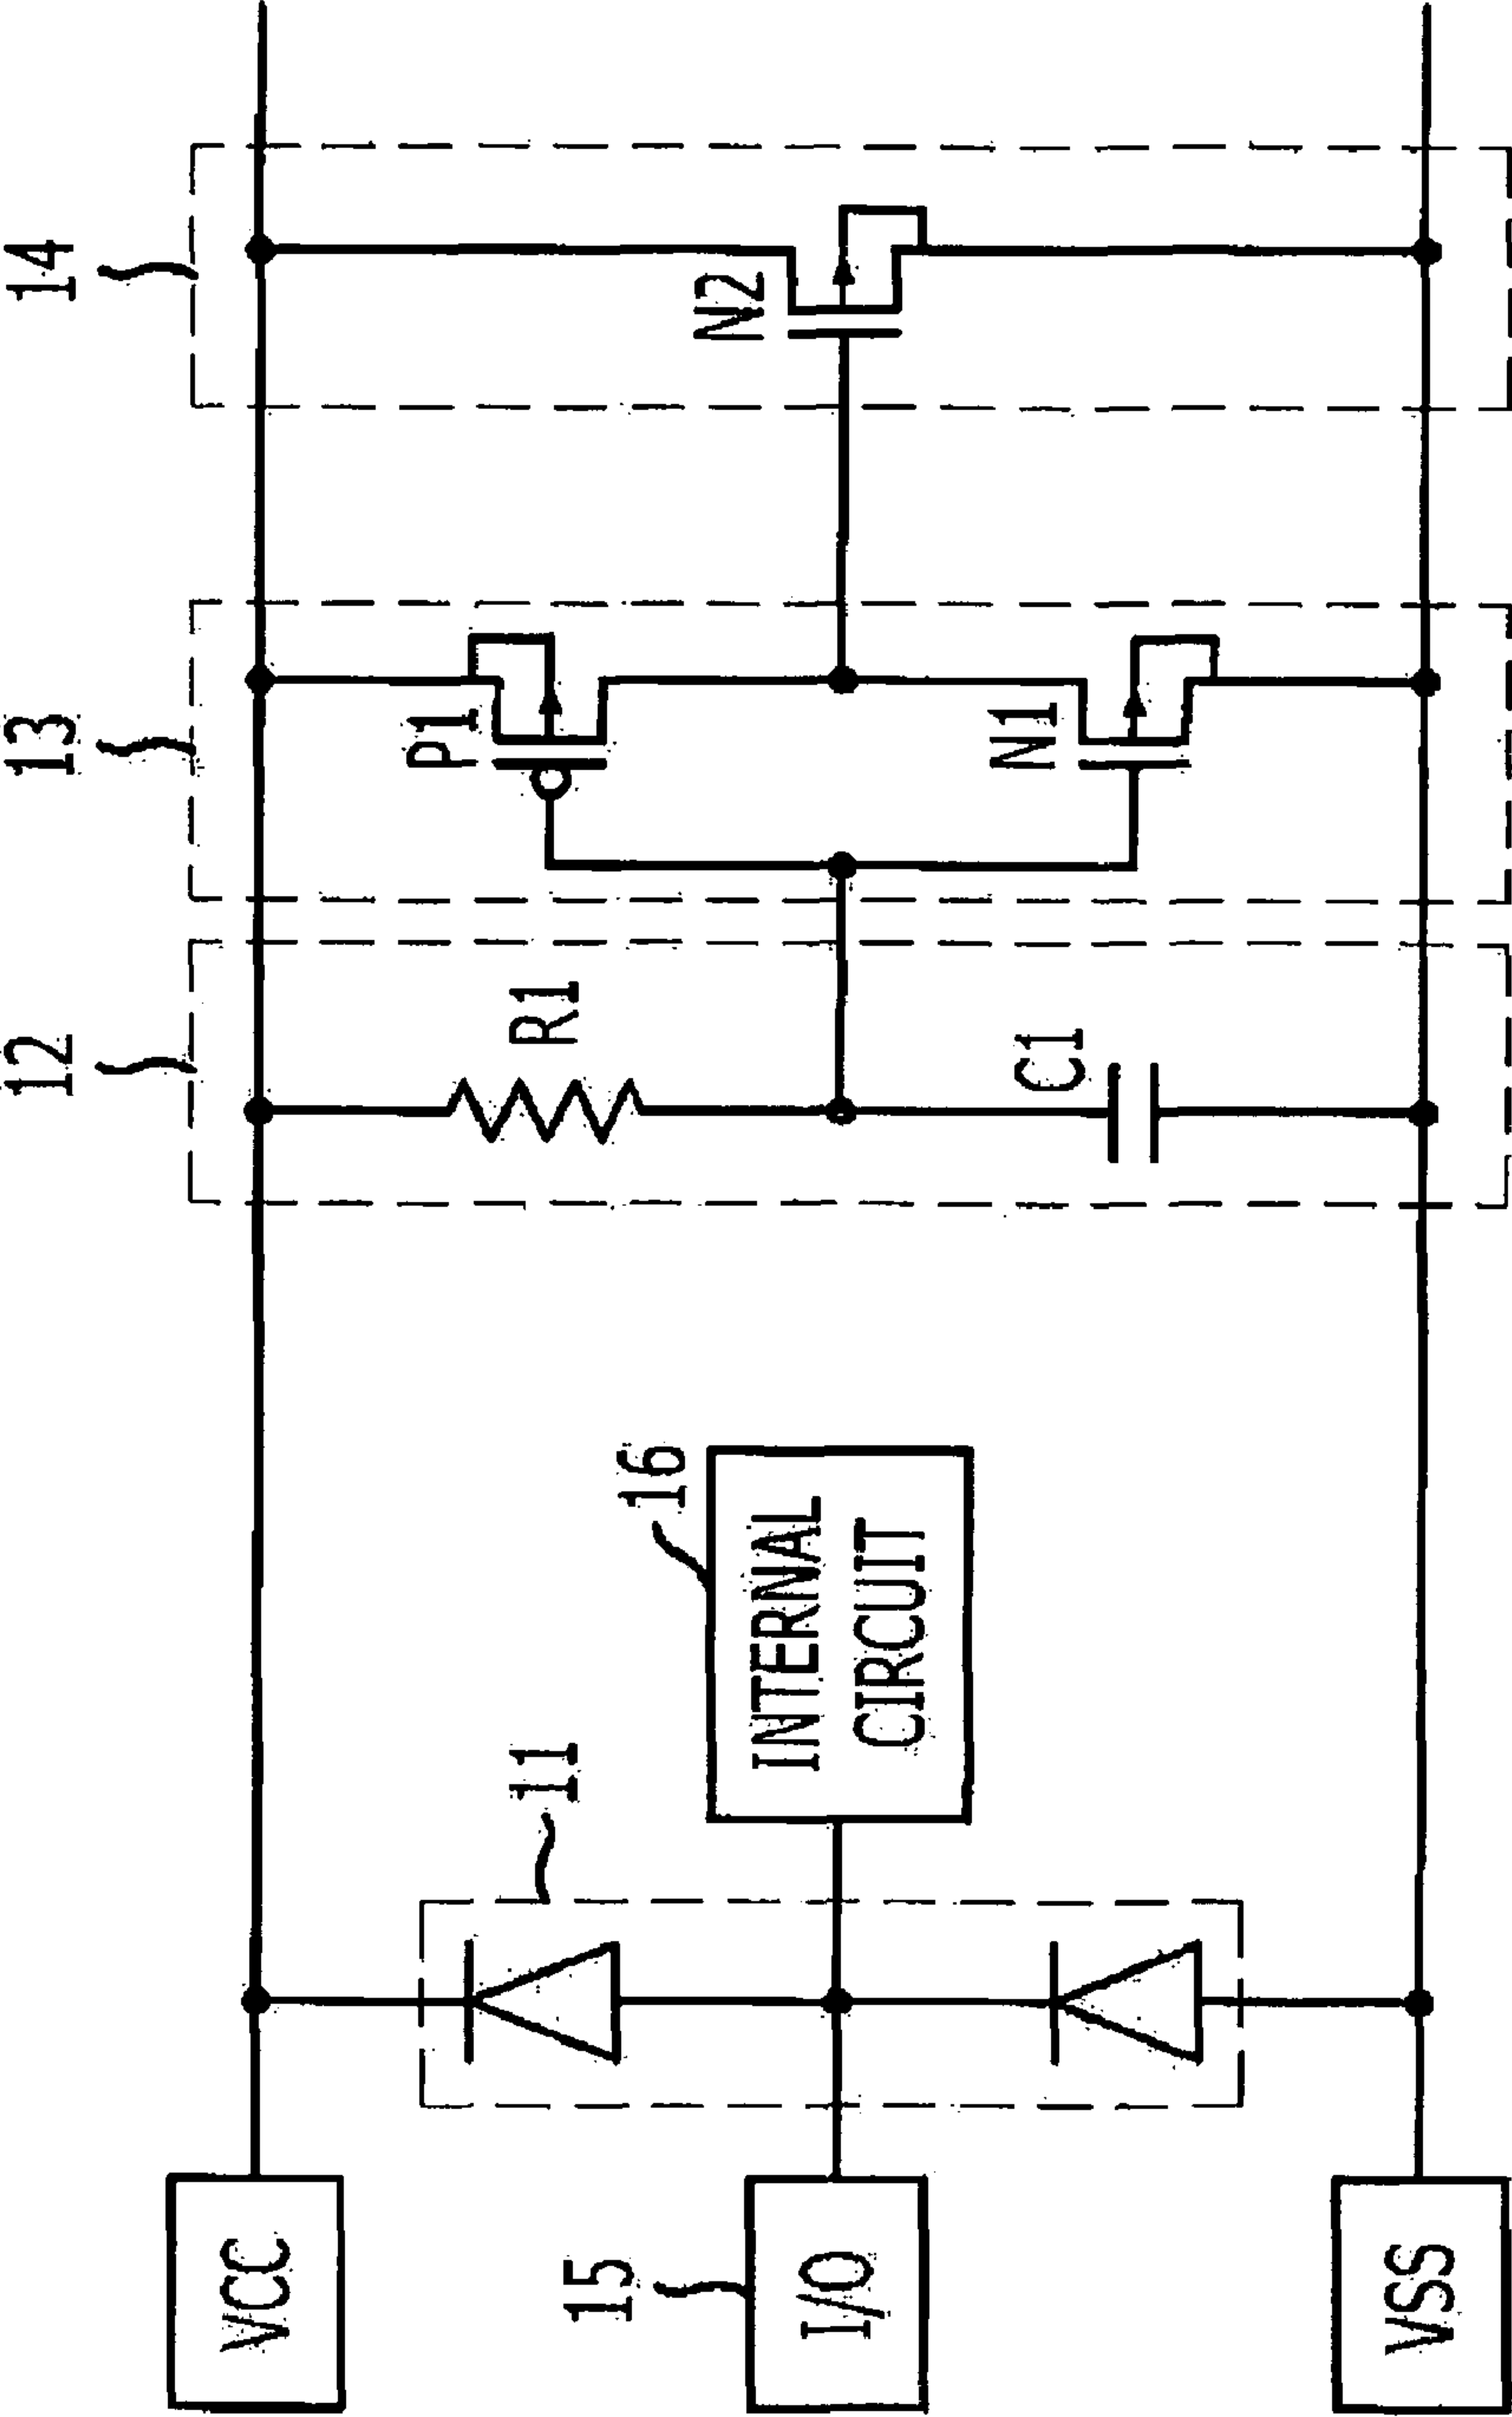 12
13
14
R1
P1
N2
C1
N1
11
16
INTERNAL
CIRCUIT
VCC
15
I/O
VSS